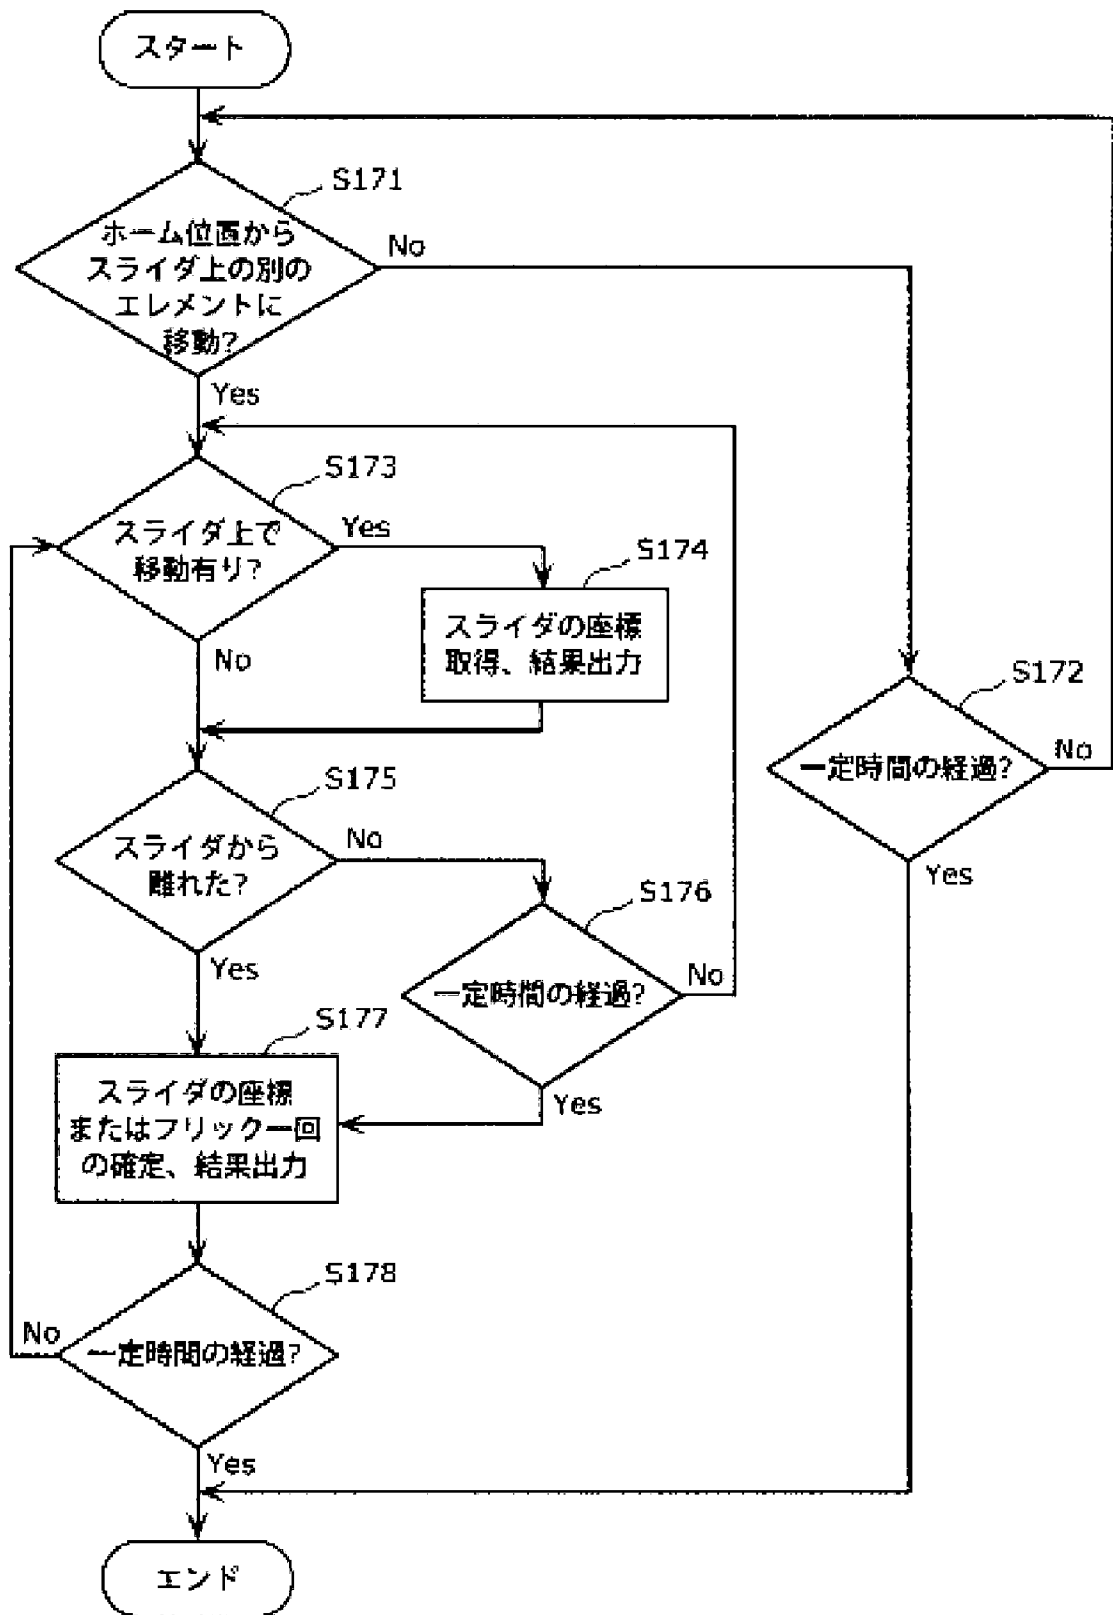 スタート
S171
ホーム位置から
スライダ上の別の
エレメントに
移動?
No
Yes
S173
スライダ上で
移動有り?
Yes
No
S174
スライダの座標
取得、結果出力
S172
一定時間の経過?
No
Yes
S175
スライダから
離れた?
No
Yes
S176
一定時間の経過?
No
Yes
S177
スライダの座標
またはフリック一回
の確定、結果出力
S178
一定時間の経過?
No
Yes
エンド